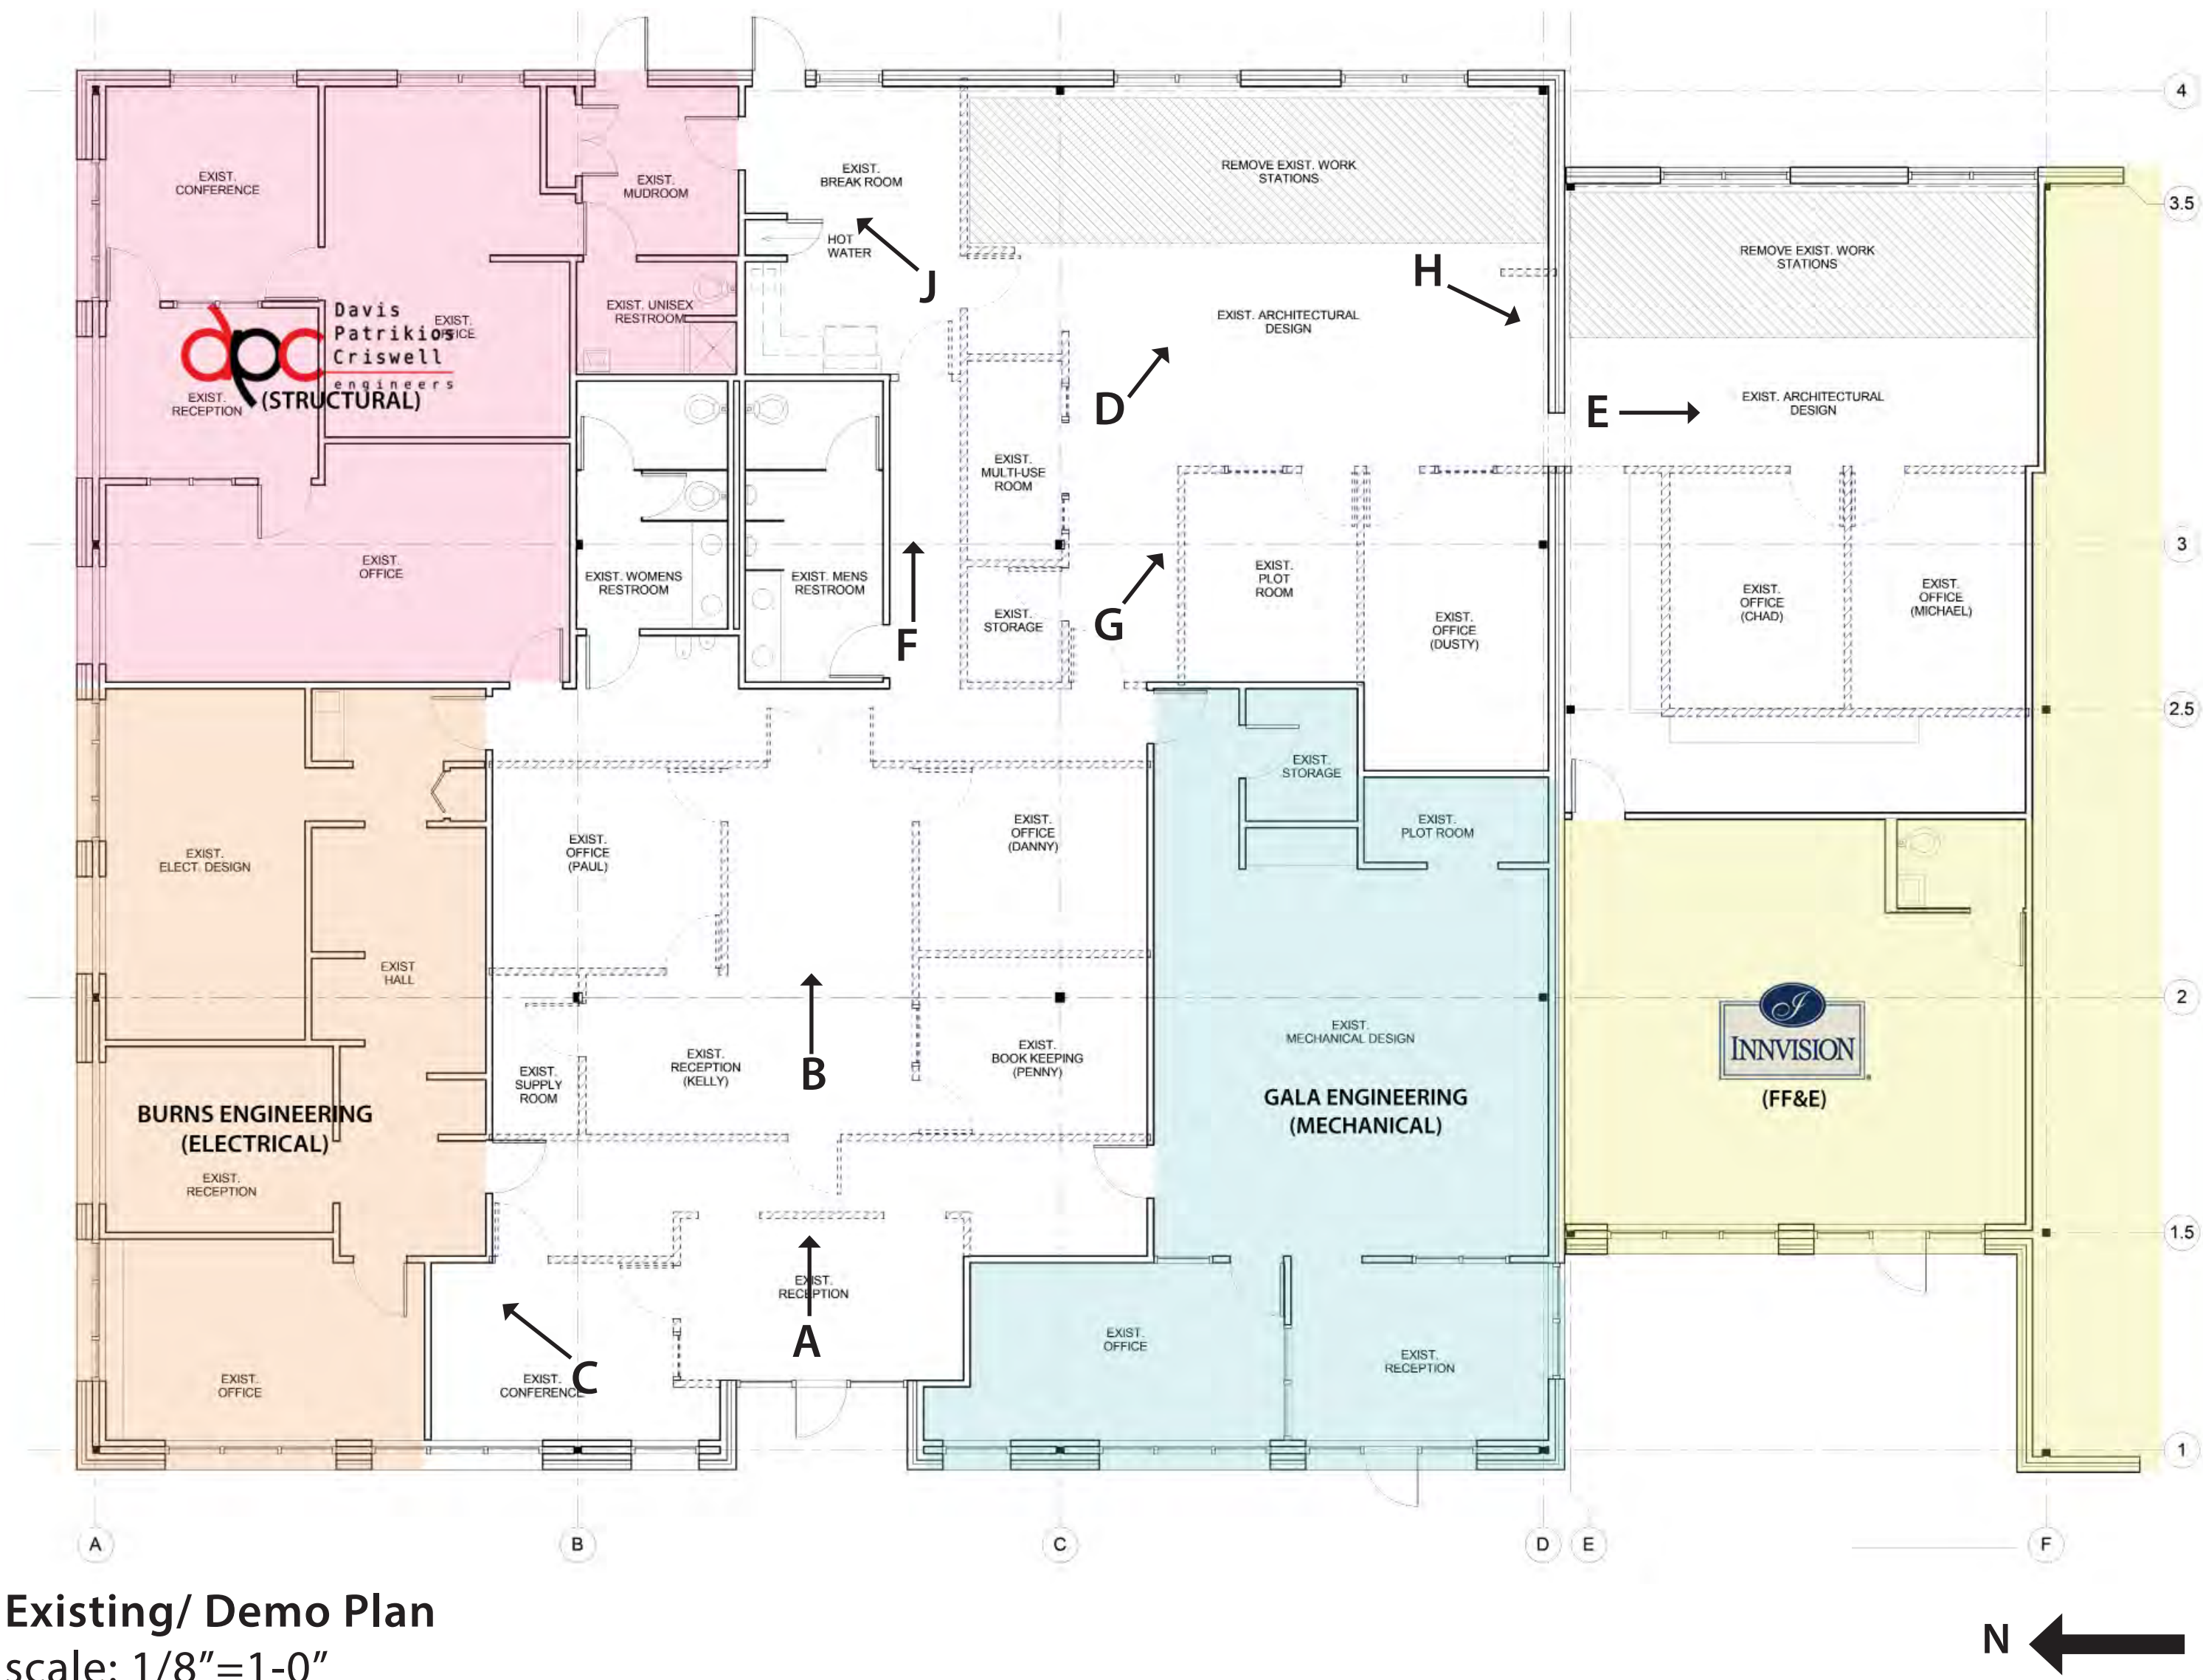 4
EXIST.
CONFERENCE
EXIST.
MUDROOM
EXIST.
BREAK ROOM
REMOVE EXIST. WORK
STATIONS
3.5
HOT
WATER
REMOVE EXIST. WORK
STATIONS
J
H
EXIST. UNISEX
RESTROOM
EXIST. ARCHITECTURAL
DESIGN
dpc
Davis
Patrikios
Criswell
engineers
(STRUCTURAL)
EXIST.
OFFICE
EXIST.
RECEPTION
D
E
EXIST. ARCHITECTURAL
DESIGN
EXIST.
MULTI-USE
ROOM
3
EXIST.
OFFICE
EXIST. WOMENS
RESTROOM
EXIST. MENS
RESTROOM
F
EXIST.
STORAGE
G
EXIST.
PLOT
ROOM
EXIST.
OFFICE
(DUSTY)
EXIST.
OFFICE
(CHAD)
EXIST.
OFFICE
(MICHAEL)
2.5
EXIST.
STORAGE
EXIST.
PLOT ROOM
EXIST.
ELECT. DESIGN
EXIST.
OFFICE
(PAUL)
EXIST.
OFFICE
(DANNY)
EXIST
HALL
2
EXIST.
SUPPLY
ROOM
EXIST.
RECEPTION
(KELLY)
B
EXIST.
BOOK KEEPING
(PENNY)
EXIST.
MECHANICAL DESIGN
GALA ENGINEERING
(MECHANICAL)
I
INNVISION
(FF&E)
BURNS ENGINEERING
(ELECTRICAL)
EXIST.
RECEPTION
1.5
EXIST.
RECEPTION
A
C
EXIST.
CONFERENCE
EXIST.
OFFICE
EXIST.
OFFICE
EXIST.
RECEPTION
1
A
B
C
D
E
F
Existing/ Demo Plan
scale: 1/8"=1-0"
N